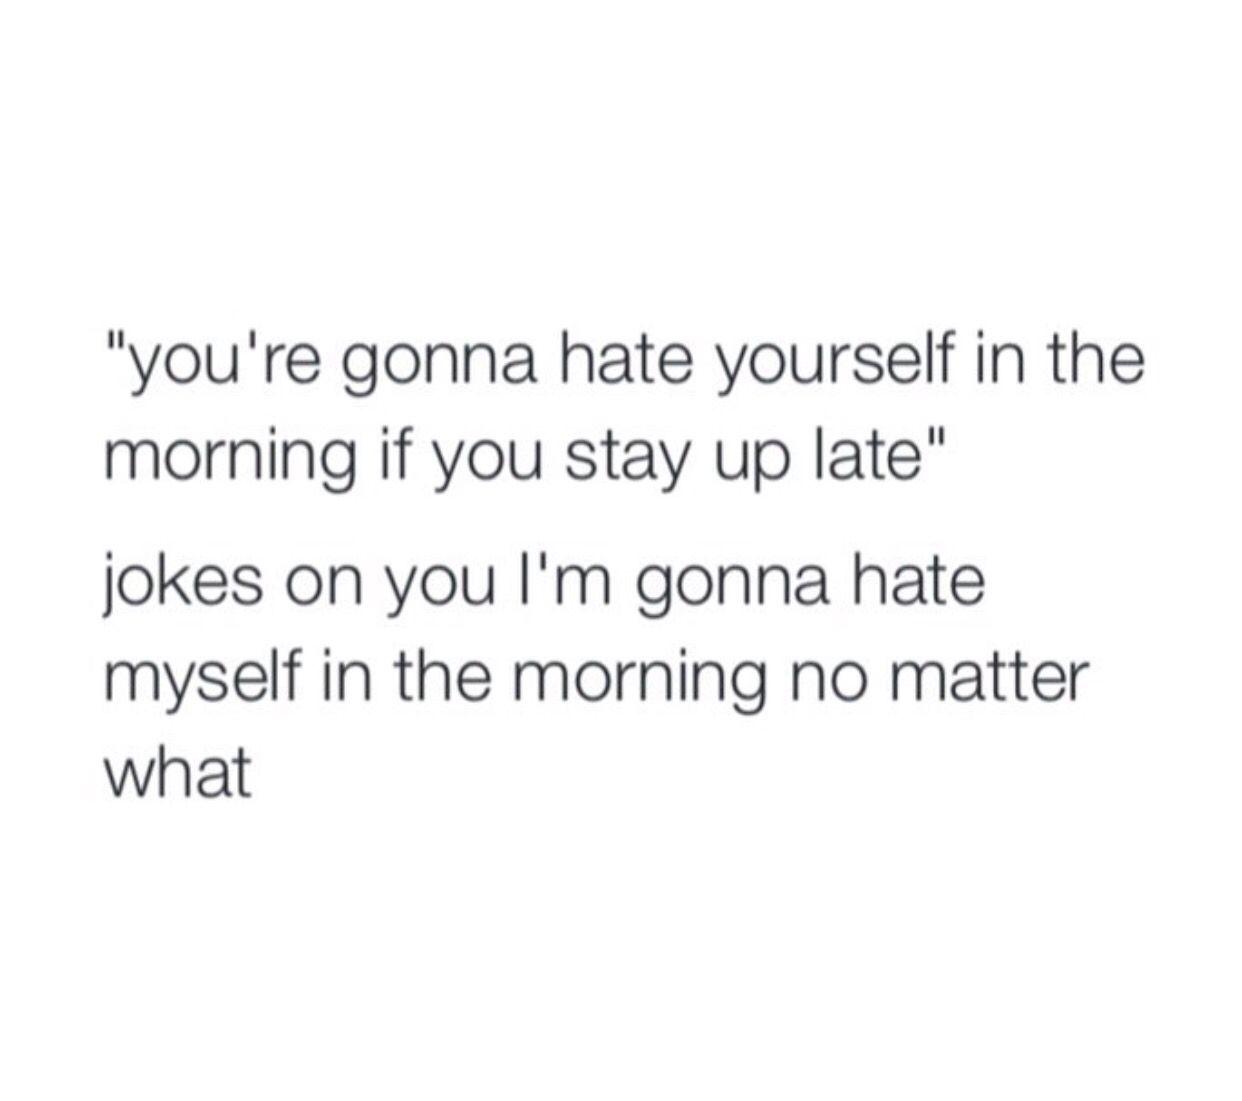 "you're gonna hate yourself in the
morning if you stay up late"
jokes on you I'm gonna hate
myself in the morning no matter
what